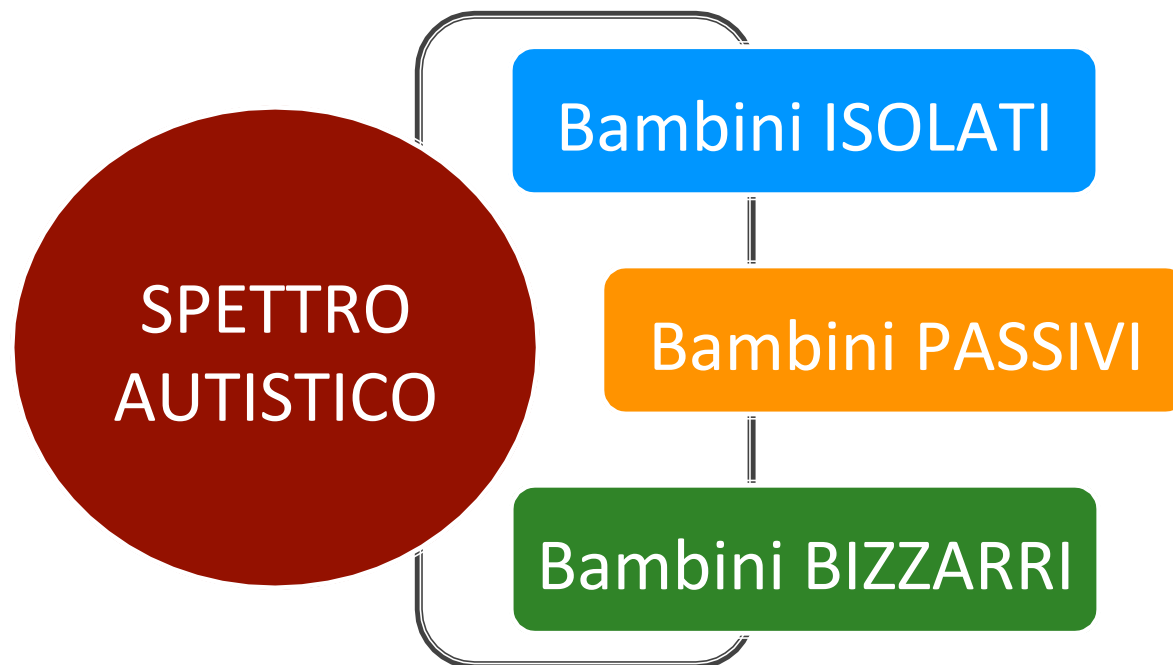 SPETTRO
AUTISTICO
Bambini ISOLATI
Bambini PASSIVI
Bambini BIZZARRI